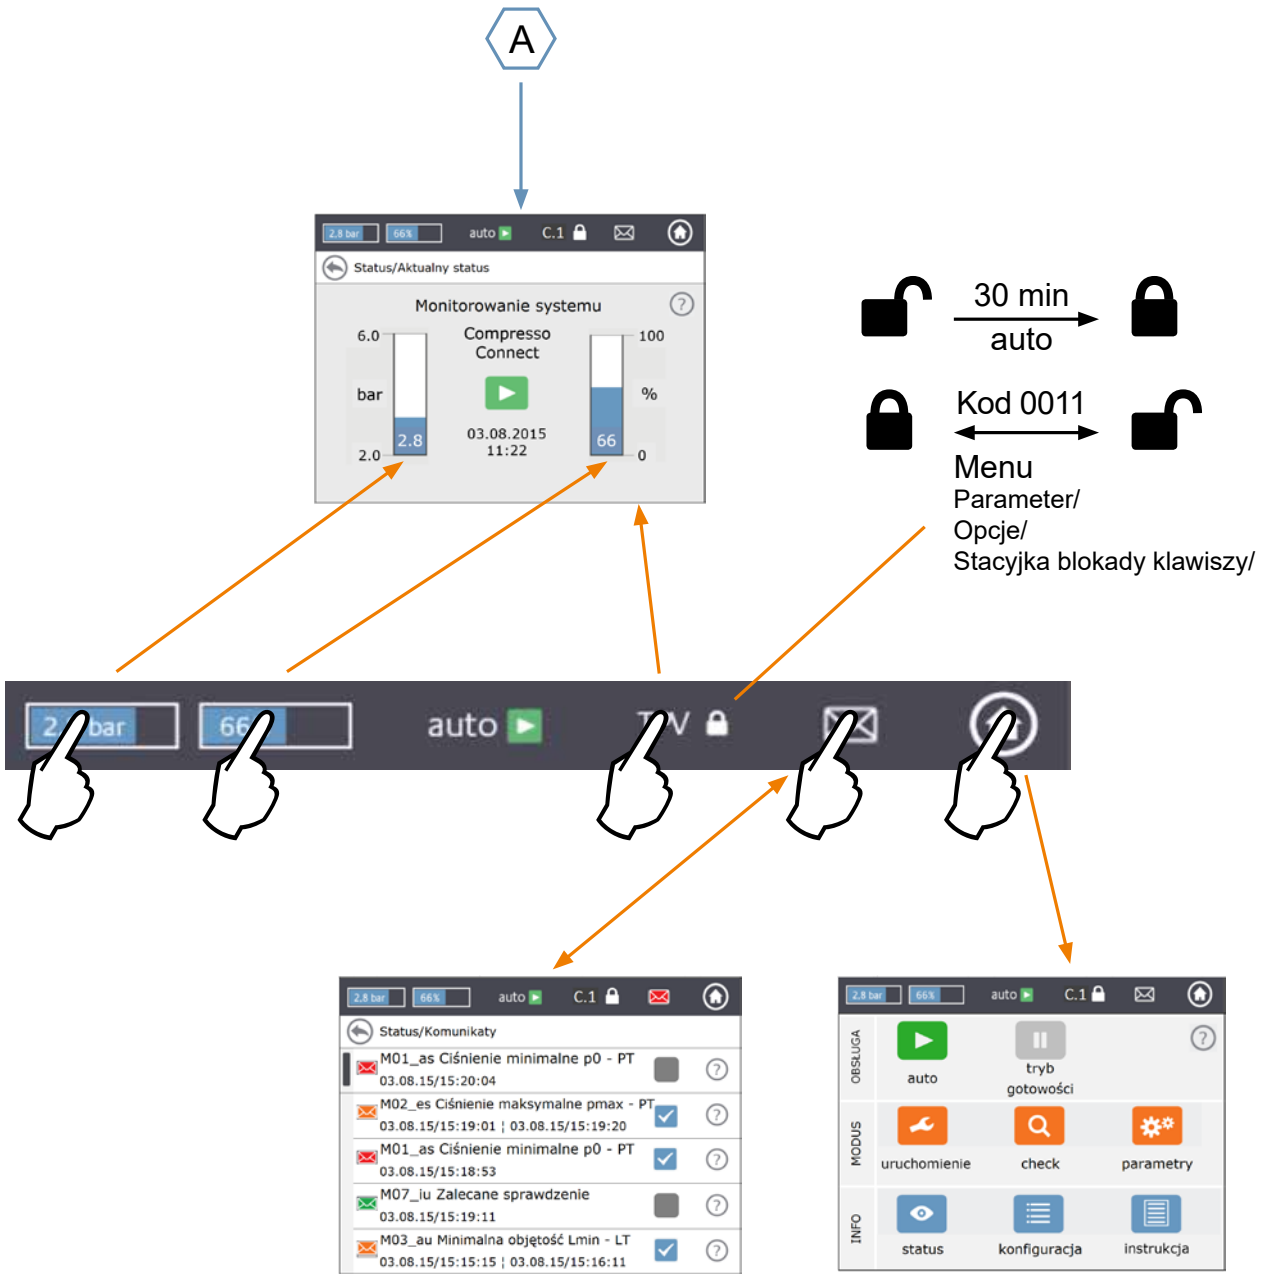 A
2,8 bar 66% auto C.1
Status/Aktualny status
Monitorowanie systemu ?
6.0 Compresso Connect 100
bar %
2.8 03.08.2015 11:22 66
2.0 0
30 min
auto
Kod 0011
Menu
Parameter/
Opcje/
Stacyjka blokady klawiszy/
bar 66 auto
2,8 bar 66% auto C.1
Status/Komunikaty
M01_as Ciśnienie minimalne p0 - PT
03.08.15/15:20:04 ?
M02_es Ciśnienie maksymalne pmax - PT
03.08.15/15:19:01 ¦ 03.08.15/15:19:20 ?
M01_as Ciśnienie minimalne p0 - PT
03.08.15/15:18:53 ?
M07_iu Zalecane sprawdzenie
03.08.15/15:19:11 ?
M03_au Minimalna objętość Lmin - LT
03.08.15/15:15:15 ¦ 03.08.15/15:16:11 ?
2,8 bar 66% auto C.1
OBSŁUGA
auto
tryb
gotowości
?
MODUS
uruchomienie check parametry
INFO
status konfiguracja instrukcja